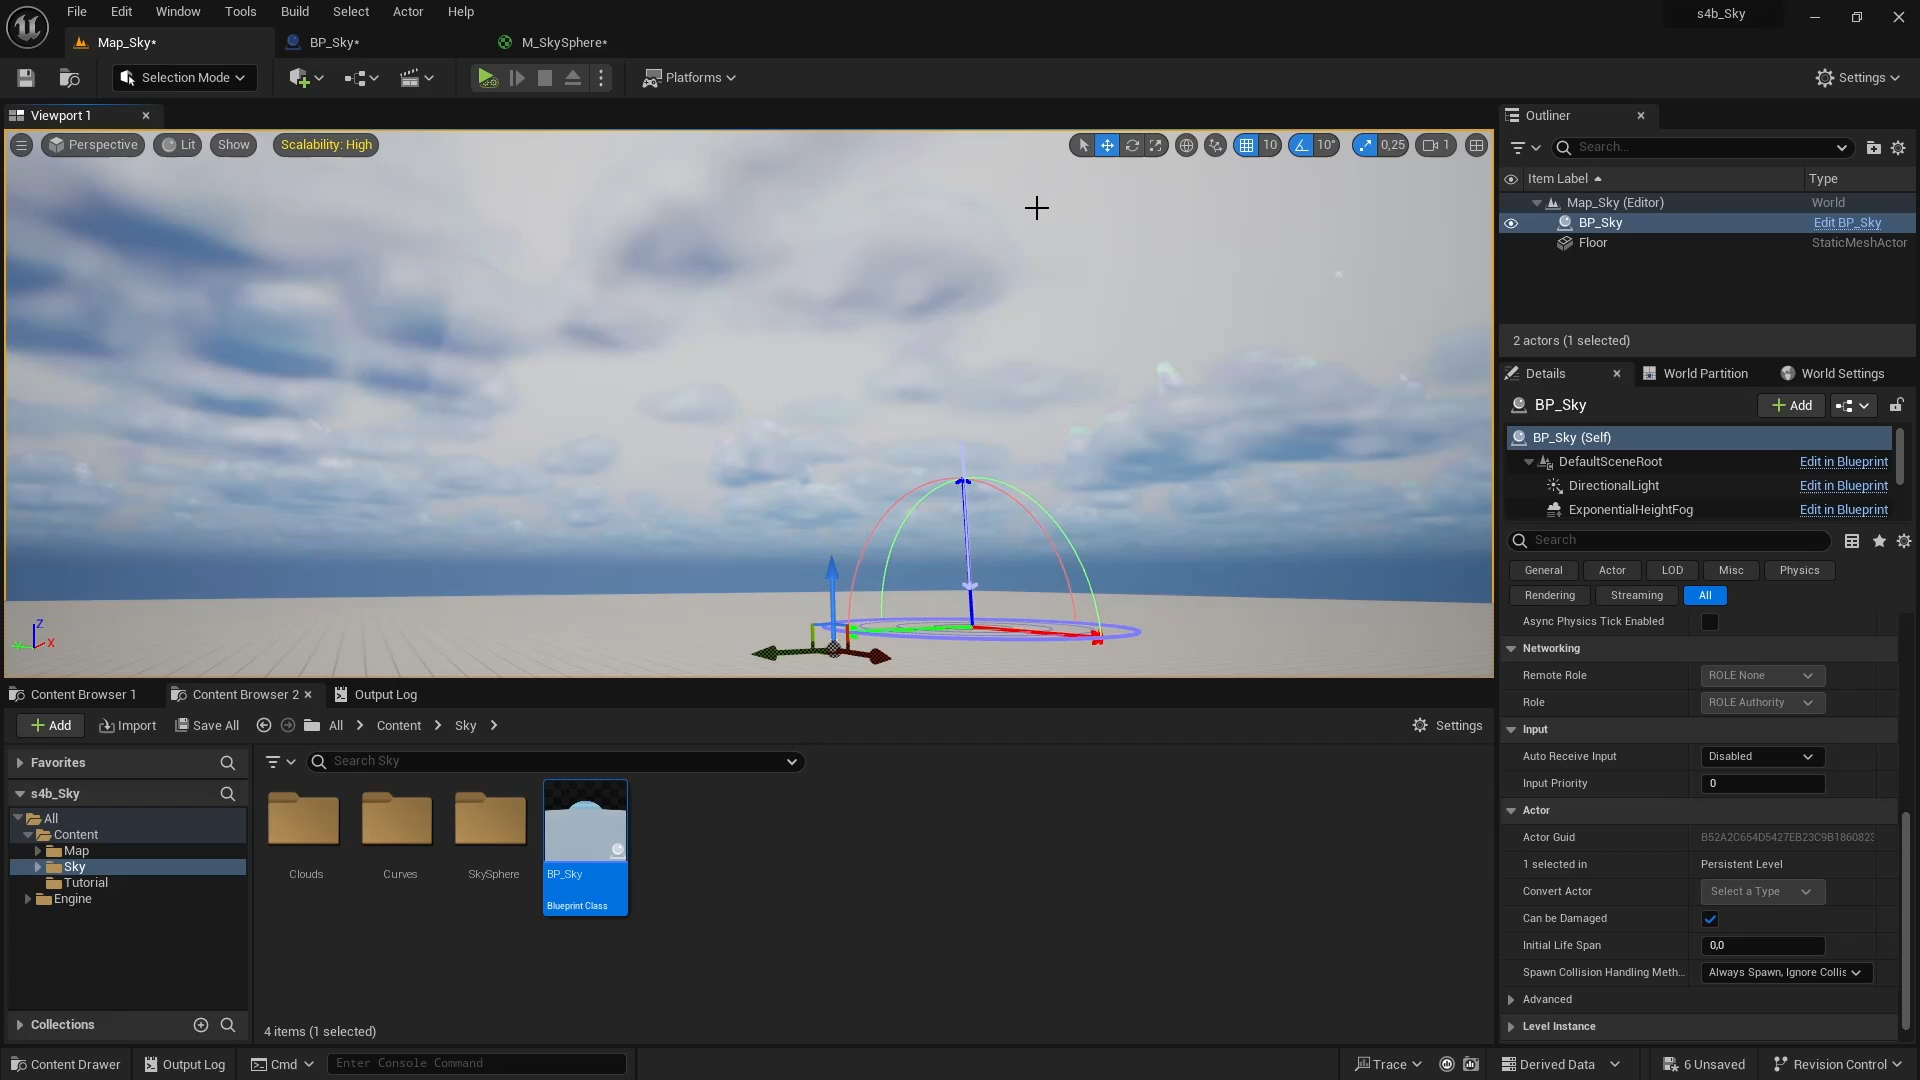 File Edit Window Tools Build Select Actor Help
s4b_Sky
Map_Sky*
BP_Sky*
M_SkySphere*
Selection Mode
Platforms
Settings
Viewport 1
Perspective
Lit
Show
Scalability: High
10
10°
0,25
1
Z
X
Outliner
Search...
Item Label
Type
Map_Sky (Editor)
World
BP_Sky
Edit BP_Sky
Floor
StaticMeshActor
2 actors (1 selected)
Details
World Partition
World Settings
BP_Sky
Add
BP_Sky (Self)
DefaultSceneRoot
Edit in Blueprint
DirectionalLight
Edit in Blueprint
ExponentialHeightFog
Edit in Blueprint
Search
General
Actor
LOD
Misc
Physics
Rendering
Streaming
All
Async Physics Tick Enabled
Networking
Remote Role
ROLE None
Role
ROLE Authority
Input
Auto Receive Input
Disabled
Input Priority
0
Actor
Actor Guid
B52A2C654D5427EB23C9B1860823
1 selected in
Persistent Level
Convert Actor
Select a Type
Can be Damaged
Initial Life Span
0,0
Spawn Collision Handling Meth...
Always Spawn, Ignore Collis
Advanced
Level Instance
Content Browser 1
Content Browser 2
Output Log
Add
Import
Save All
All
Content
Sky
Settings
Favorites
s4b_Sky
All
Content
Map
Sky
Tutorial
Engine
Collections
Search Sky
Clouds
Curves
SkySphere
BP_Sky
Blueprint Class
4 items (1 selected)
Content Drawer
Output Log
Cmd
Enter Console Command
Trace
Derived Data
6 Unsaved
Revision Control